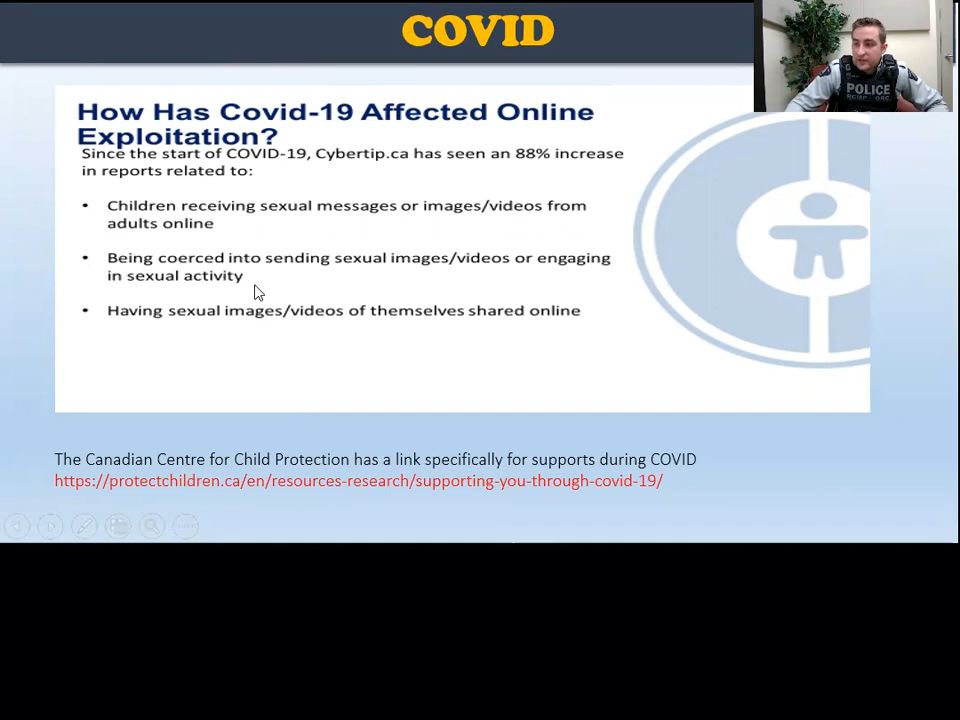 COVID
POLICE
How Has Covid-19 Affected Online
Exploitation?
Since the start of COVID-19, Cybertip.ca has seen an 88% increase
in reports related to:
• Children receiving sexual messages or images/videos from
adults online
• Being coerced into sending sexual images/videos or engaging
in sexual activity
• Having sexual images/videos of themselves shared online
The Canadian Centre for Child Protection has a link specifically for supports during COVID
https://protectchildren.ca/en/resources-research/supporting-you-through-covid-19/